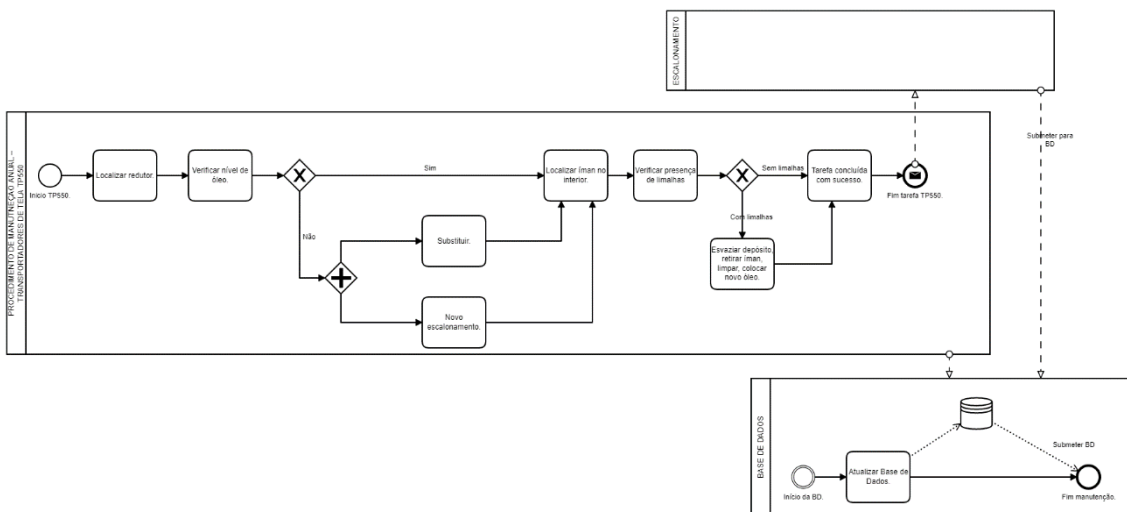 ESCALONAMENTO
Submeter para
BD
PROCEDIMENTO DE MANUTNEÇÃO ANUAL –
TRANSPORTADORES DE TELA TP550
Início TP550.
Localizar redutor.
Verificar nível de
óleo.
Sim
Não
Substituir.
Novo
escalonamento.
Localizar íman no
interior.
Verificar presença
de limalhas
Sem limalhas
Com limalhas
Esvaziar depósito,
retirar íman,
limpar, colocar
novo óleo.
Tarefa concluída
com sucesso.
Fim tarefa TP550.
BASE DE DADOS
Início da BD.
Atualizar Base de
Dados.
Submeter BD
Fim manutenção.